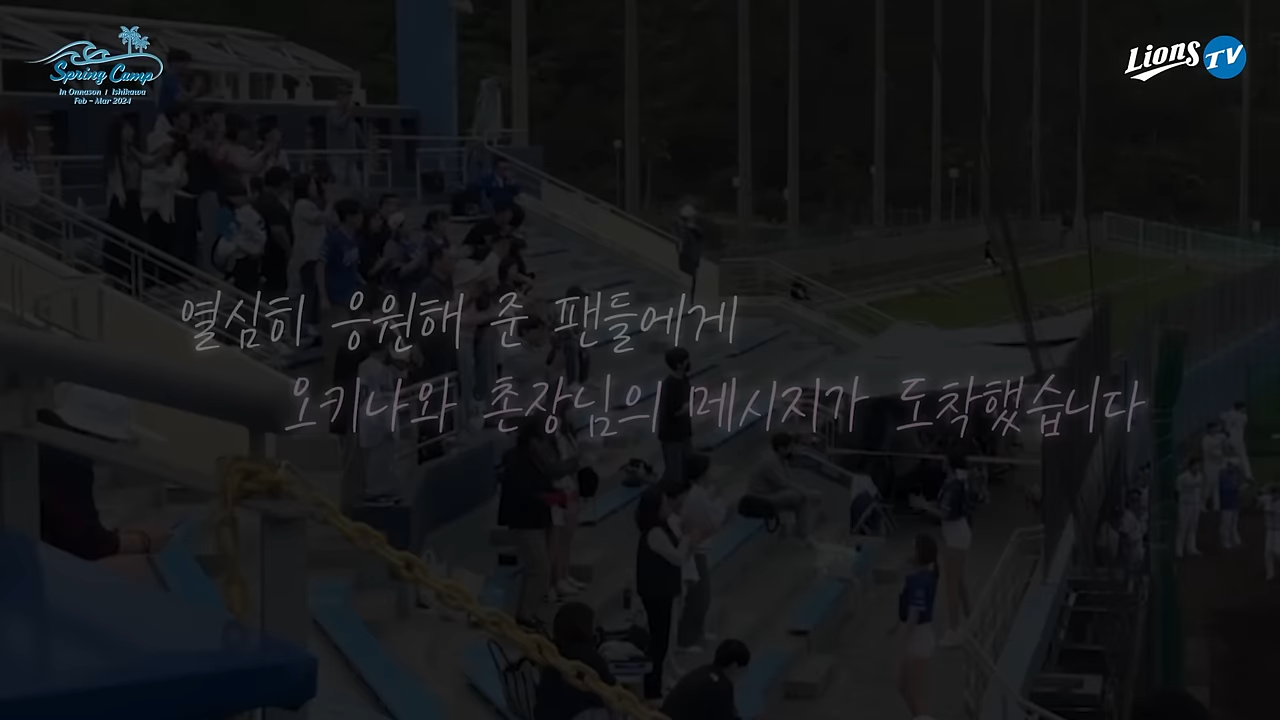 Spring Camp
In Onnason | Ishikawa
Feb - Mar 2024
Lions TV
열심히 응원해 준 팬들에게
오키나와 촌장님의 메시지가 도착했습니다